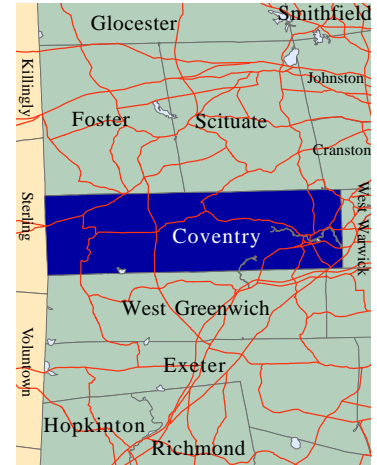 Glocester
Smithfield
Killingly
Johnston
Foster
Scituate
Cranston
Sterling
Coventry
West Warwick
West Greenwich
Voluntown
Exeter
Hopkinton
Richmond